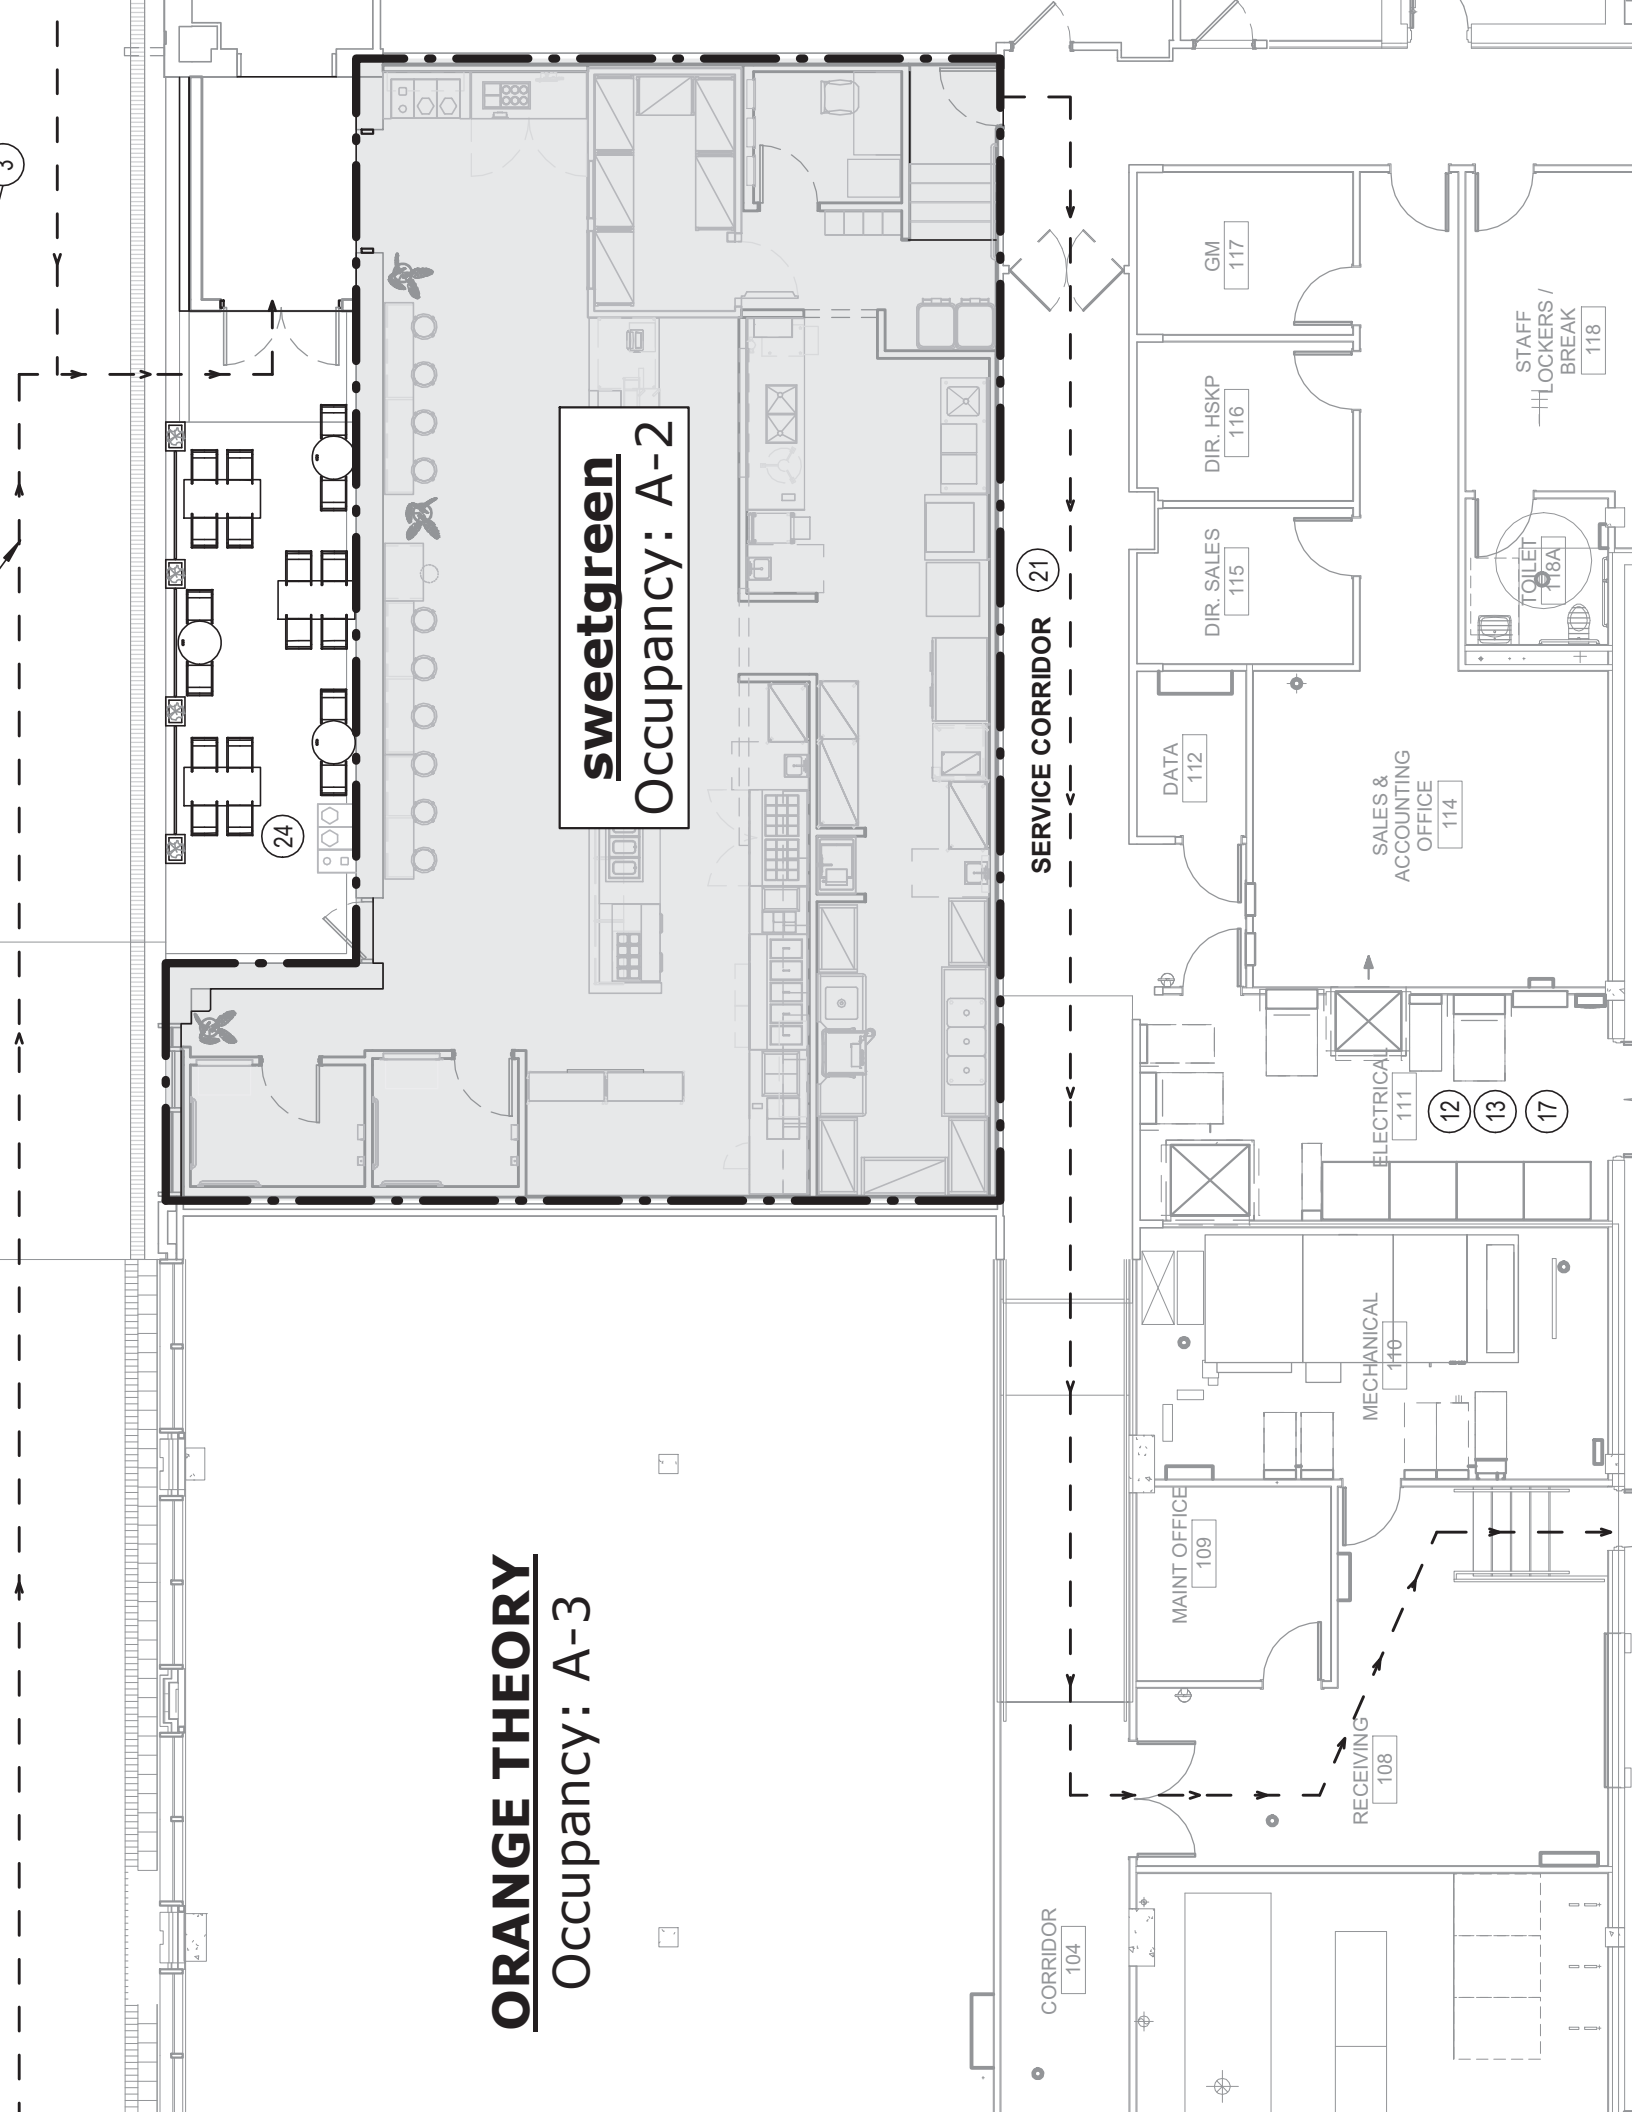 3
sweetgreen
Occupancy: A-2
24
21
SERVICE CORRIDOR
GM
117
DIR. HSKP
116
DIR. SALES
115
STAFF
LOCKERS /
BREAK
118
TOILET
118A
DATA
112
SALES &
ACCOUNTING
OFFICE
114
ELECTRICAL
111
12
13
17
MECHANICAL
110
MAINT OFFICE
109
RECEIVING
108
CORRIDOR
104
ORANGE THEORY
Occupancy: A-3